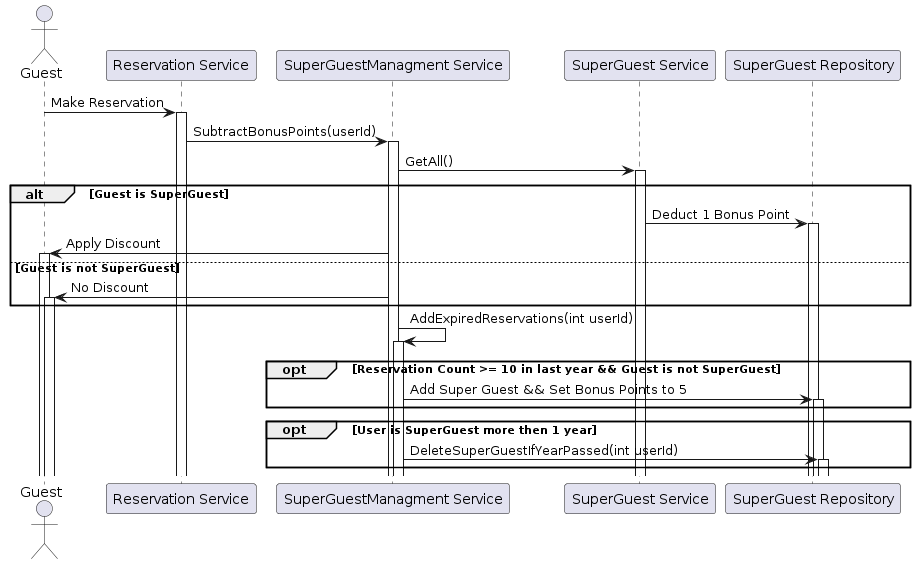 Guest
Reservation Service
SuperGuestManagment Service
SuperGuest Service
SuperGuest Repository
Make Reservation
SubtractBonusPoints(userId)
GetAll()
alt
[Guest is SuperGuest]
Deduct 1 Bonus Point
Apply Discount
[Guest is not SuperGuest]
No Discount
AddExpiredReservations(int userId)
opt
[Reservation Count >= 10 in last year && Guest is not SuperGuest]
Add Super Guest && Set Bonus Points to 5
opt
[User is SuperGuest more then 1 year]
DeleteSuperGuestIfYearPassed(int userId)
Guest
Reservation Service
SuperGuestManagment Service
SuperGuest Service
SuperGuest Repository